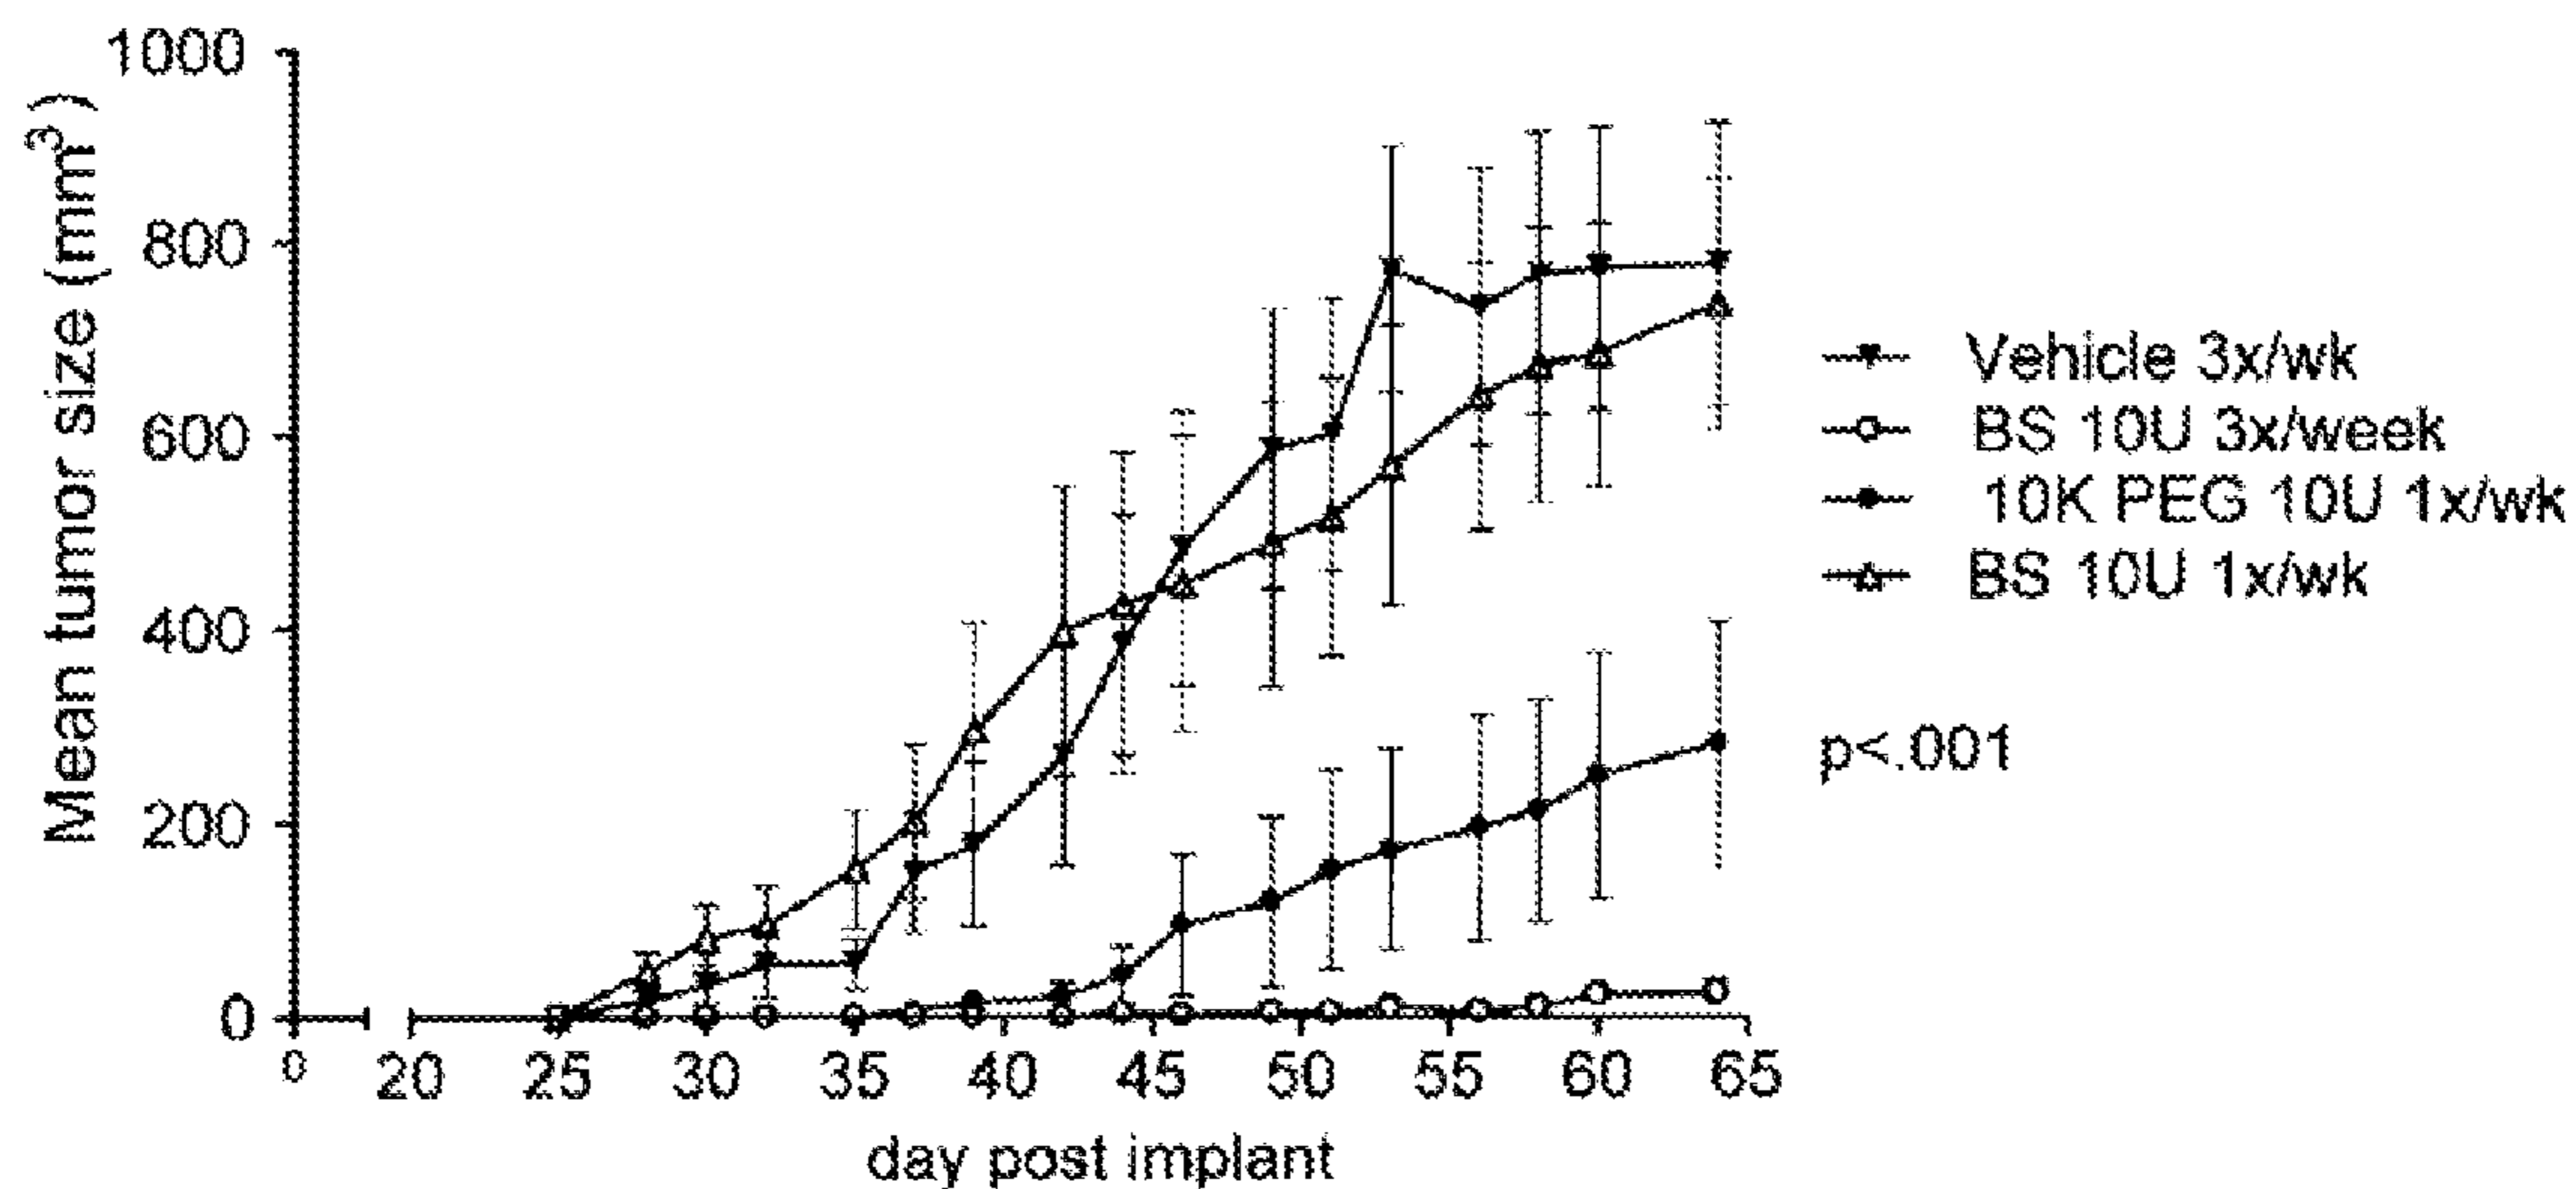 Mean tumor size (mm³)
1000
800
600
400
200
0
0 20 25 30 35 40 45 50 55 60 65
day post implant
Vehicle 3x/wk
BS 10U 3x/week
10K PEG 10U 1x/wk
BS 10U 1x/wk
p<.001